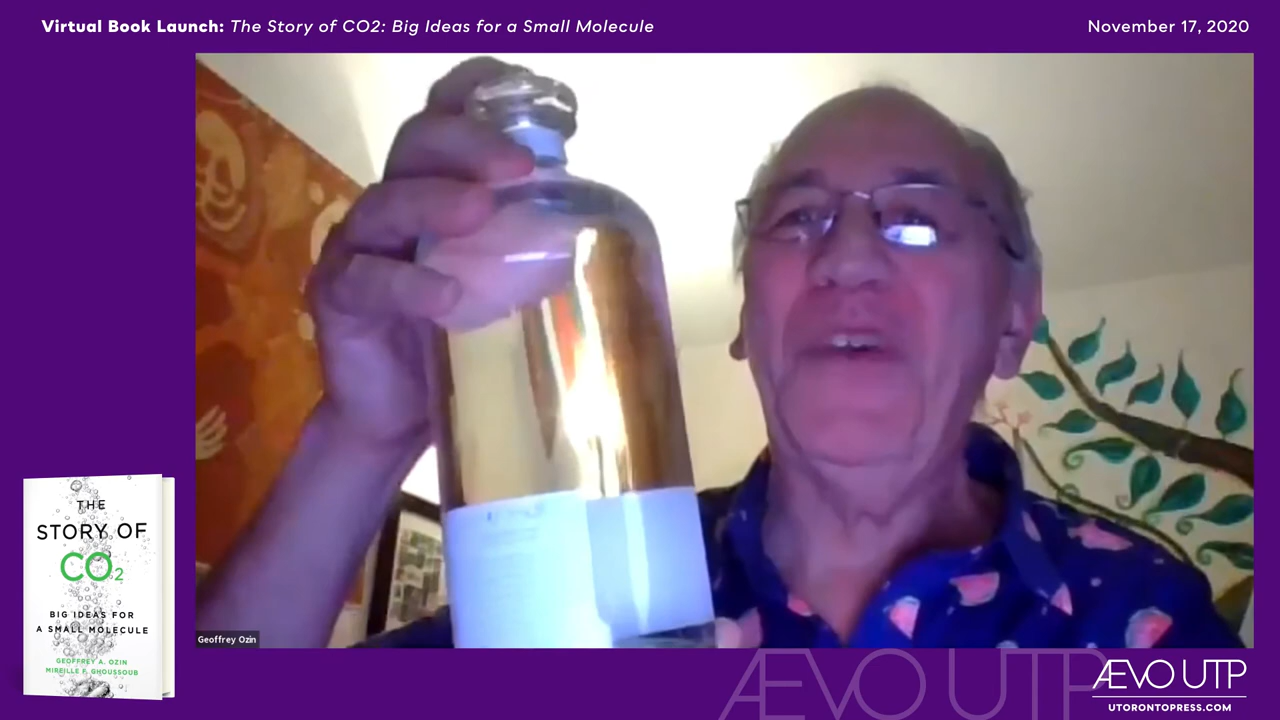 Virtual Book Launch: The Story of CO2: Big Ideas for a Small Molecule
November 17, 2020
THE
STORY OF
CO2
BIG IDEAS FOR
A SMALL MOLECULE
GEOFFREY A. OZIN
MIREILLE F. GHOUSSOUB
Geoffrey Ozin
ÆVO UTP
ÆVO UTP
UTORONTOPRESS.COM